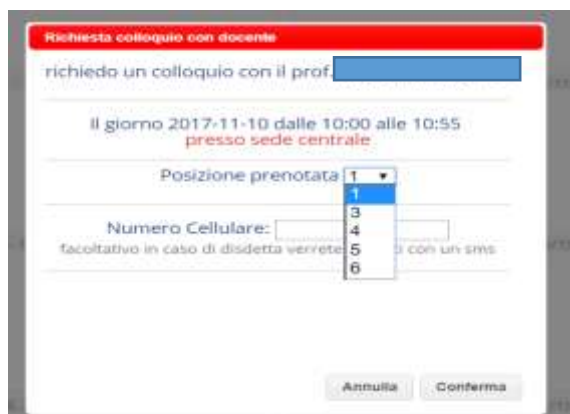 Richiesta colloquio con docente
richiedo un colloquio con il prof.
Il giorno 2017-11-10 dalle 10:00 alle 10:55
presso sede centrale
Posizione prenotata 1
1
3
4
5
6
Numero Cellulare:
facoltativo in caso di disdetta verrete con un sms
Annulla Conferma